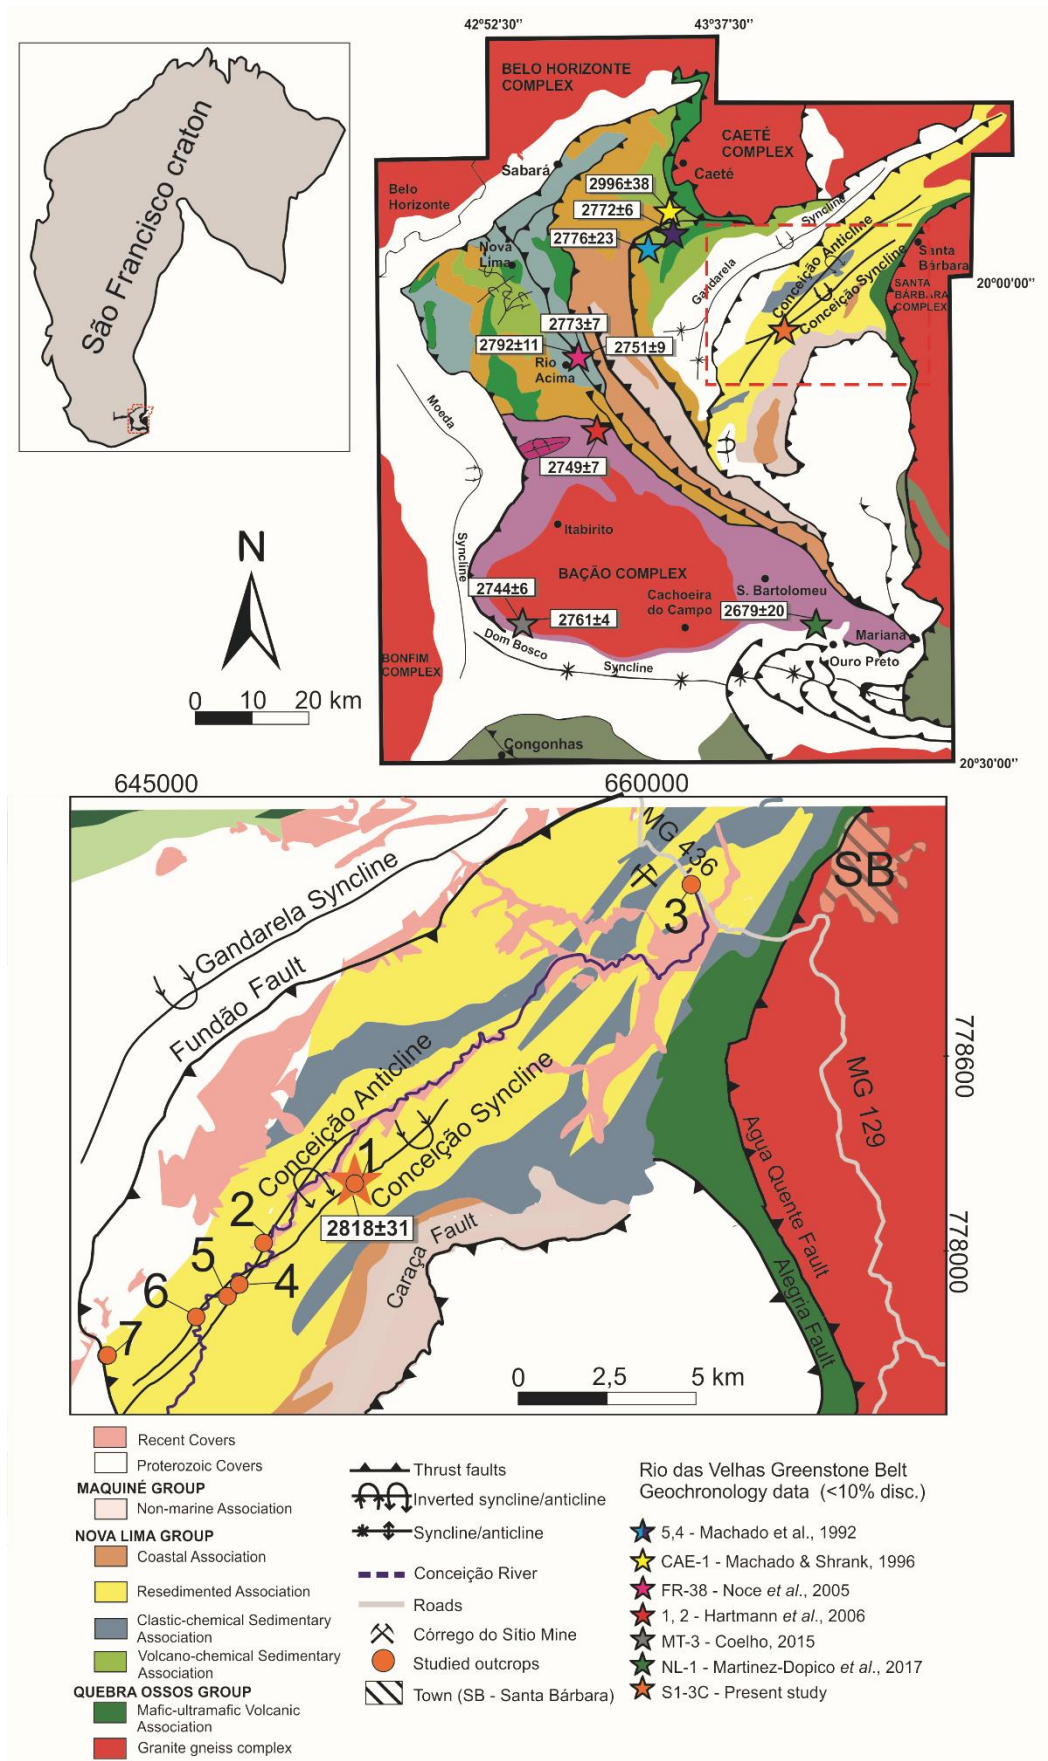 42º52'30''
43º37'30''
São Francisco craton
BELO HORIZONTE
COMPLEX
CAETÉ
COMPLEX
Sabará
Caeté
Belo
Horizonte
2996±38
2772±6
2776±23
Nova
Lima
Gandarela
Syncline
Conceição Anticline
Conceição Syncline
Santa
Bárbara
SANTA
BÁRBARA
COMPLEX
20º00'00''
2773±7
2792±11
2751±9
Rio
Acima
Moeda
Syncline
2749±7
Itabirito
BAÇÃO COMPLEX
2744±6
2761±4
Cachoeira
do Campo
S. Bartolomeu
2679±20
Mariana
Ouro Preto
Dom Bosco
Syncline
BONFIM
COMPLEX
Congonhas
20º30'00''
N
0 10 20 km
645000
660000
MG 436
SB
3
Gandarela Syncline
Fundão Fault
778600
MG 129
Conceição Anticline
Conceição Syncline
1
2818±31
2
5
4
6
7
Caraça Fault
Agua Quente Fault
Alegria Fault
778000
0 2,5 5 km
Recent Covers
Proterozoic Covers
MAQUINÉ GROUP
Non-marine Association
NOVA LIMA GROUP
Coastal Association
Resedimented Association
Clastic-chemical Sedimentary
Association
Volcano-chemical Sedimentary
Association
QUEBRA OSSOS GROUP
Mafic-ultramafic Volcanic
Association
Granite gneiss complex
Thrust faults
Inverted syncline/anticline
Syncline/anticline
Conceição River
Roads
Córrego do Sítio Mine
Studied outcrops
Town (SB - Santa Bárbara)
Rio das Velhas Greenstone Belt
Geochronology data (<10% disc.)
5,4 - Machado et al., 1992
CAE-1 - Machado & Shrank, 1996
FR-38 - Noce et al., 2005
1, 2 - Hartmann et al., 2006
MT-3 - Coelho, 2015
NL-1 - Martinez-Dopico et al., 2017
S1-3C - Present study